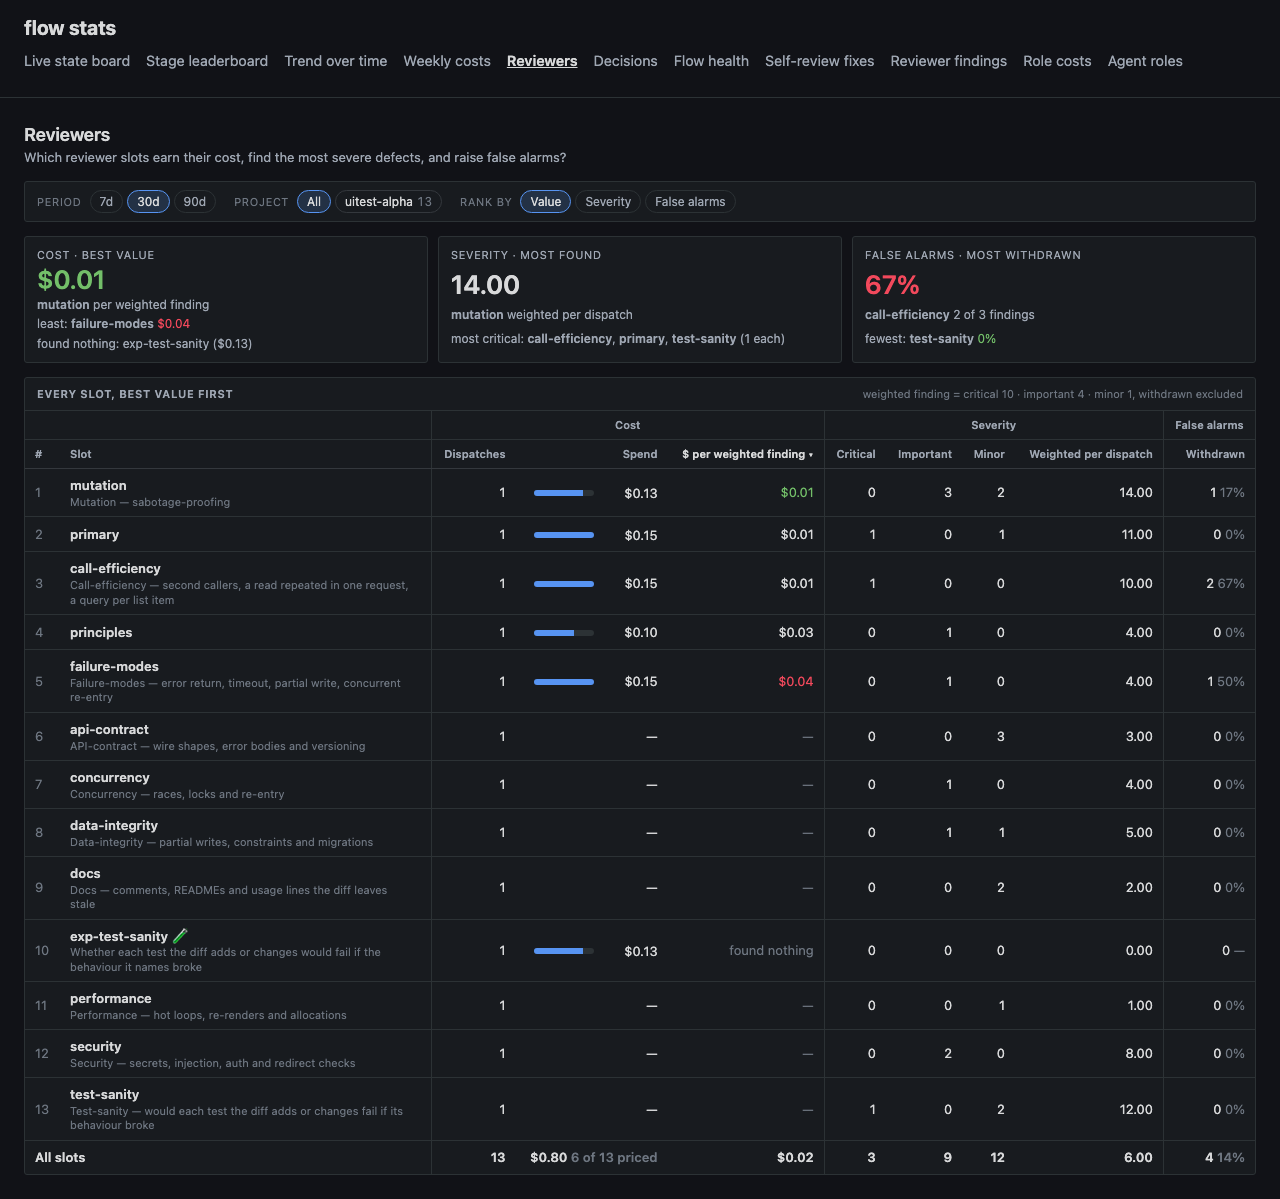 flow stats
Live state board Stage leaderboard Trend over time Weekly costs Reviewers Decisions Flow health Self-review fixes Reviewer findings Role costs Agent roles
Reviewers
Which reviewer slots earn their cost, find the most severe defects, and raise false alarms?
PERIOD 7d 30d 90d PROJECT All uitest-alpha 13 RANK BY Value Severity False alarms
COST · BEST VALUE
$0.01
mutation per weighted finding
least: failure-modes $0.04
found nothing: exp-test-sanity ($0.13)
SEVERITY · MOST FOUND
14.00
mutation weighted per dispatch
most critical: call-efficiency, primary, test-sanity (1 each)
FALSE ALARMS · MOST WITHDRAWN
67%
call-efficiency 2 of 3 findings
fewest: test-sanity 0%
EVERY SLOT, BEST VALUE FIRST weighted finding = critical 10 · important 4 · minor 1, withdrawn excluded
Cost Severity False alarms
# Slot Dispatches Spend $ per weighted finding ▾ Critical Important Minor Weighted per dispatch Withdrawn
1 mutation 1 $0.13 $0.01 0 3 2 14.00 1 17%
Mutation — sabotage-proofing
2 primary 1 $0.15 $0.01 1 0 1 11.00 0 0%
3 call-efficiency 1 $0.15 $0.01 1 0 0 10.00 2 67%
Call-efficiency — second callers, a read repeated in one request,
a query per list item
4 principles 1 $0.10 $0.03 0 1 0 4.00 0 0%
5 failure-modes 1 $0.15 $0.04 0 1 0 4.00 1 50%
Failure-modes — error return, timeout, partial write, concurrent
re-entry
6 api-contract 1 — — 0 0 3 3.00 0 0%
API-contract — wire shapes, error bodies and versioning
7 concurrency 1 — — 0 1 0 4.00 0 0%
Concurrency — races, locks and re-entry
8 data-integrity 1 — — 0 1 1 5.00 0 0%
Data-integrity — partial writes, constraints and migrations
9 docs 1 — — 0 0 2 2.00 0 0%
Docs — comments, READMEs and usage lines the diff leaves
stale
10 exp-test-sanity 🧪 1 $0.13 found nothing 0 0 0 0.00 0 —
Whether each test the diff adds or changes would fail if the
behaviour it names broke
11 performance 1 — — 0 0 1 1.00 0 0%
Performance — hot loops, re-renders and allocations
12 security 1 — — 0 2 0 8.00 0 0%
Security — secrets, injection, auth and redirect checks
13 test-sanity 1 — — 1 0 2 12.00 0 0%
Test-sanity — would each test the diff adds or changes fail if its
behaviour broke
All slots 13 $0.80 6 of 13 priced $0.02 3 9 12 6.00 4 14%